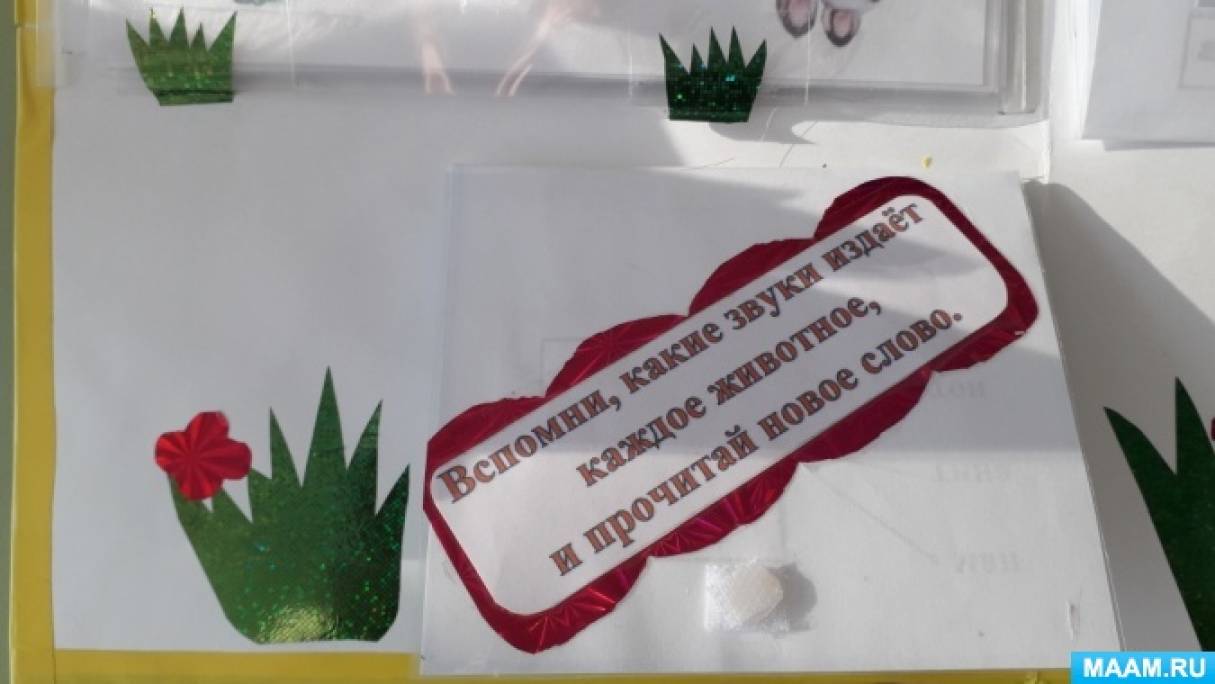 Вспомни, какие звуки издаёт
каждое животное,
и прочитай новое слово.
MAAM.RU